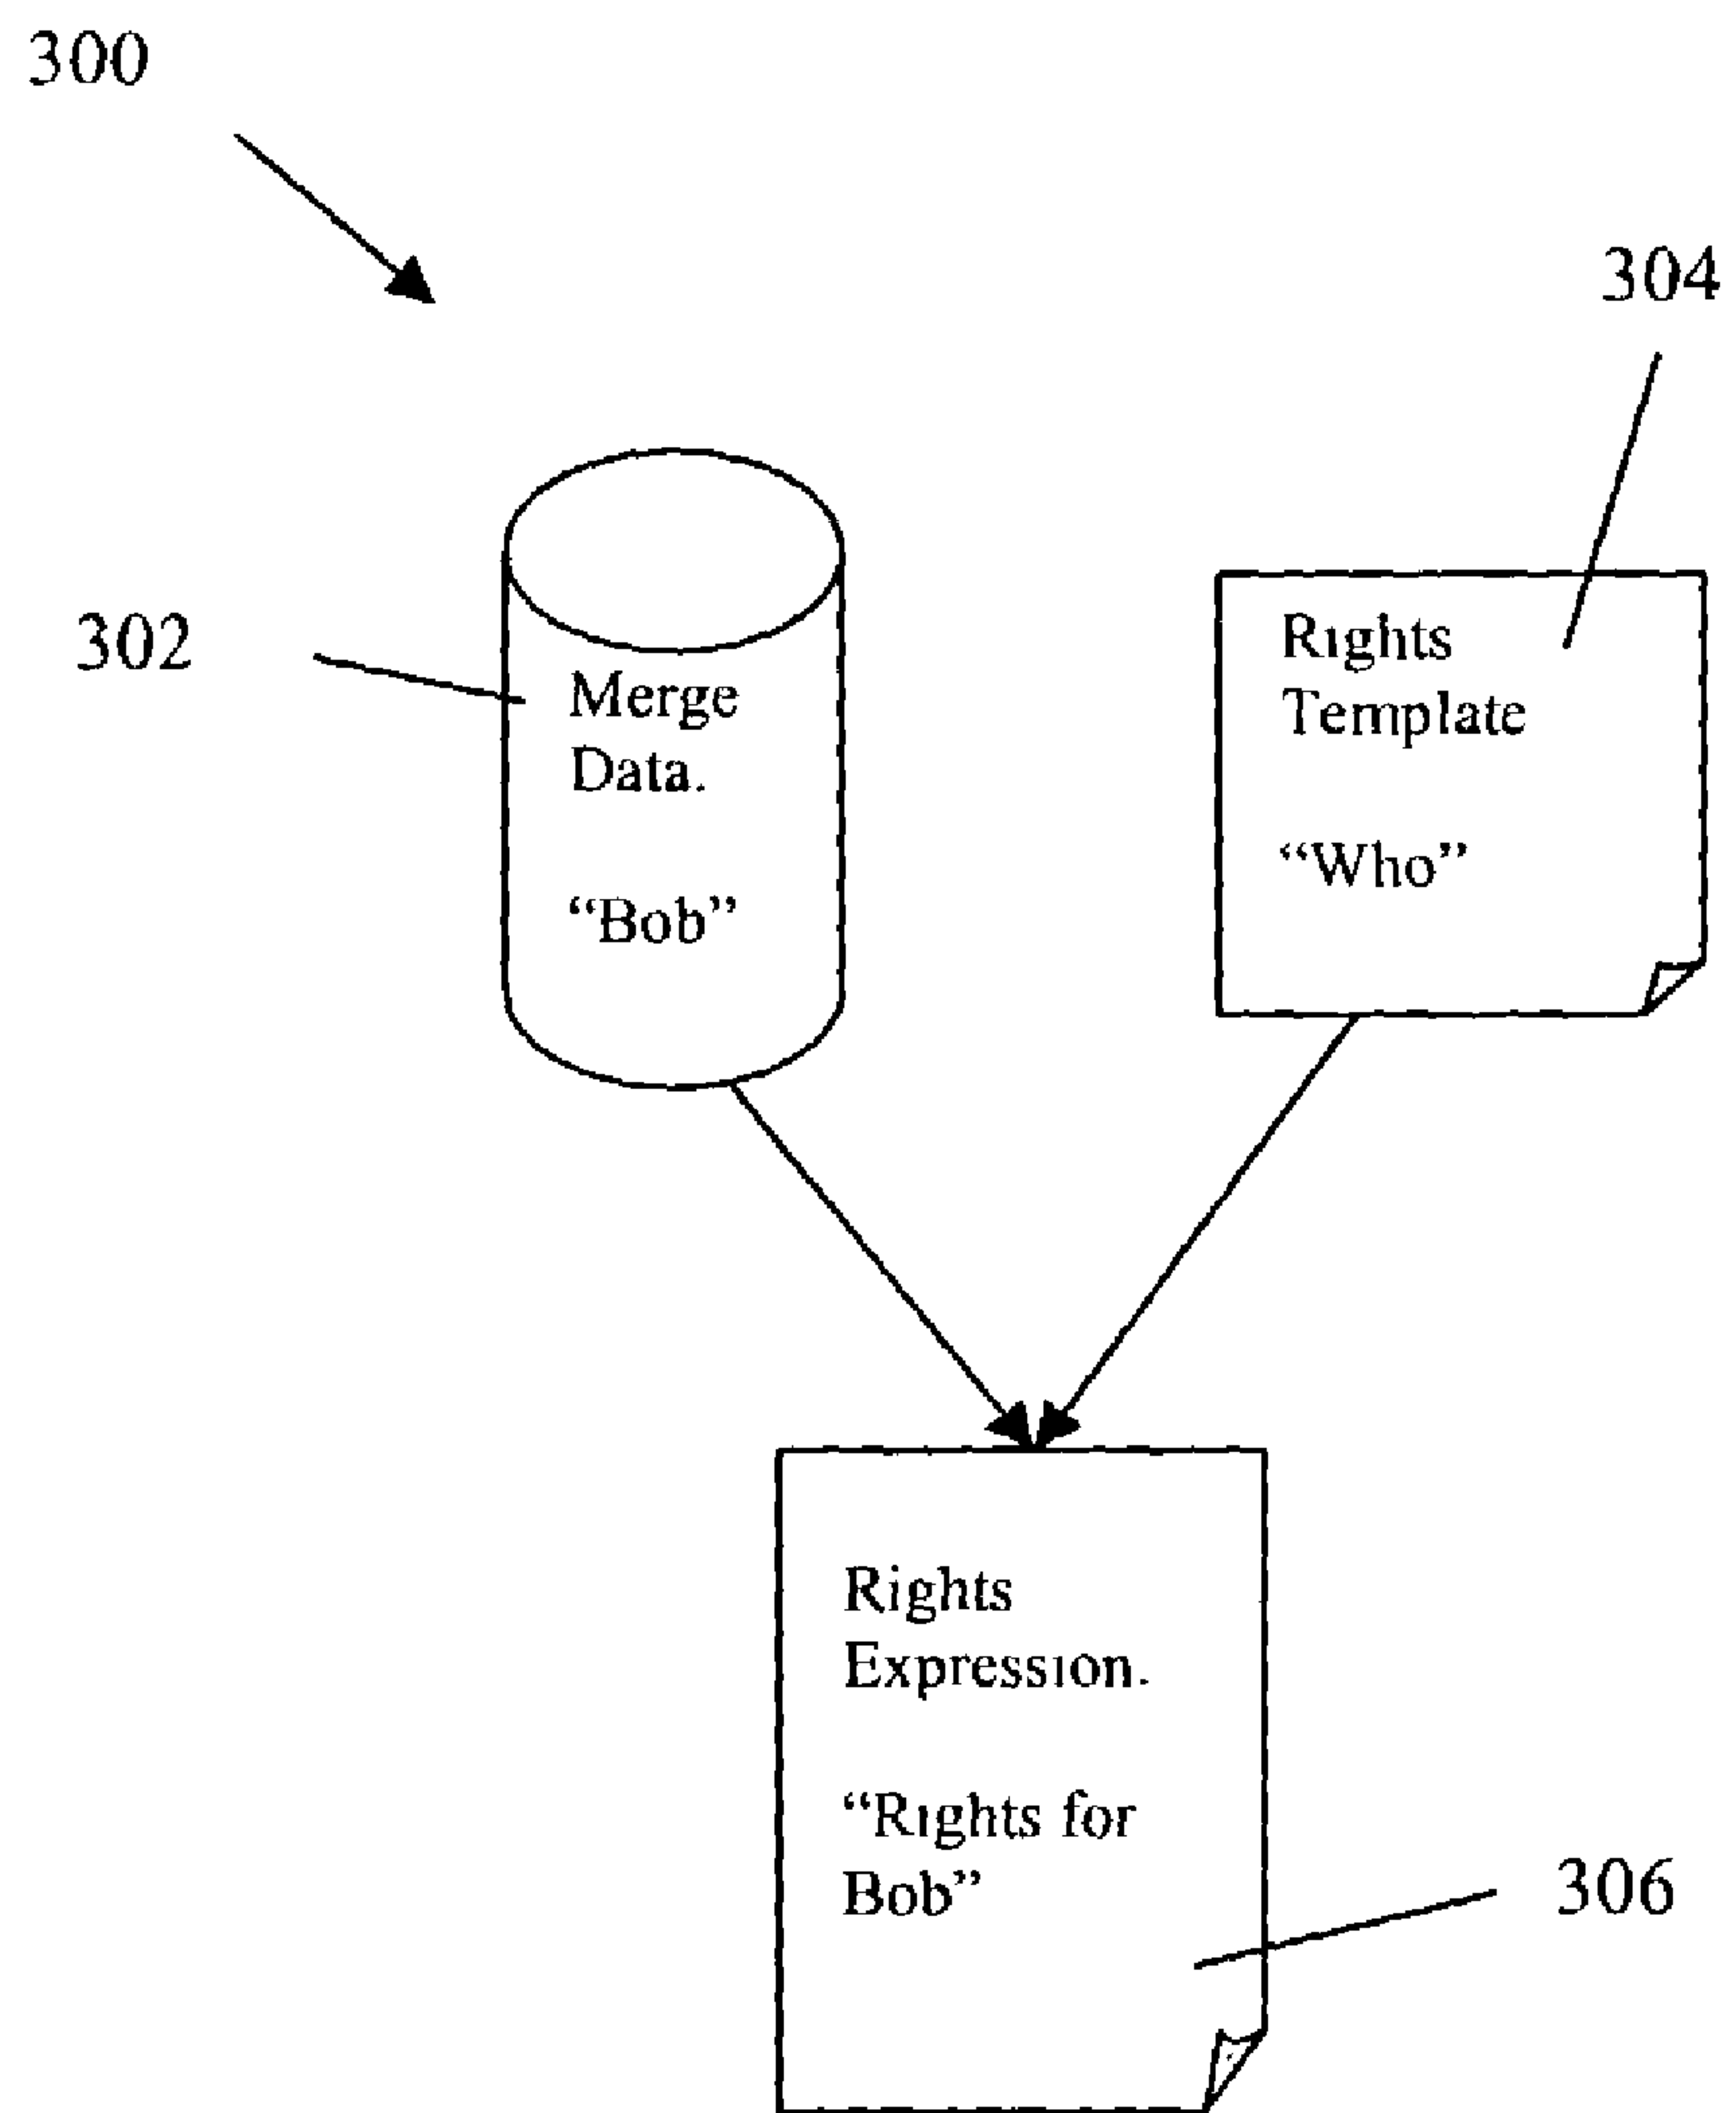 300
304
302
Merge
Data.
“Bob”
Rights
Template
“Who”
Rights
Expression.
“Rights for
Bob”
306